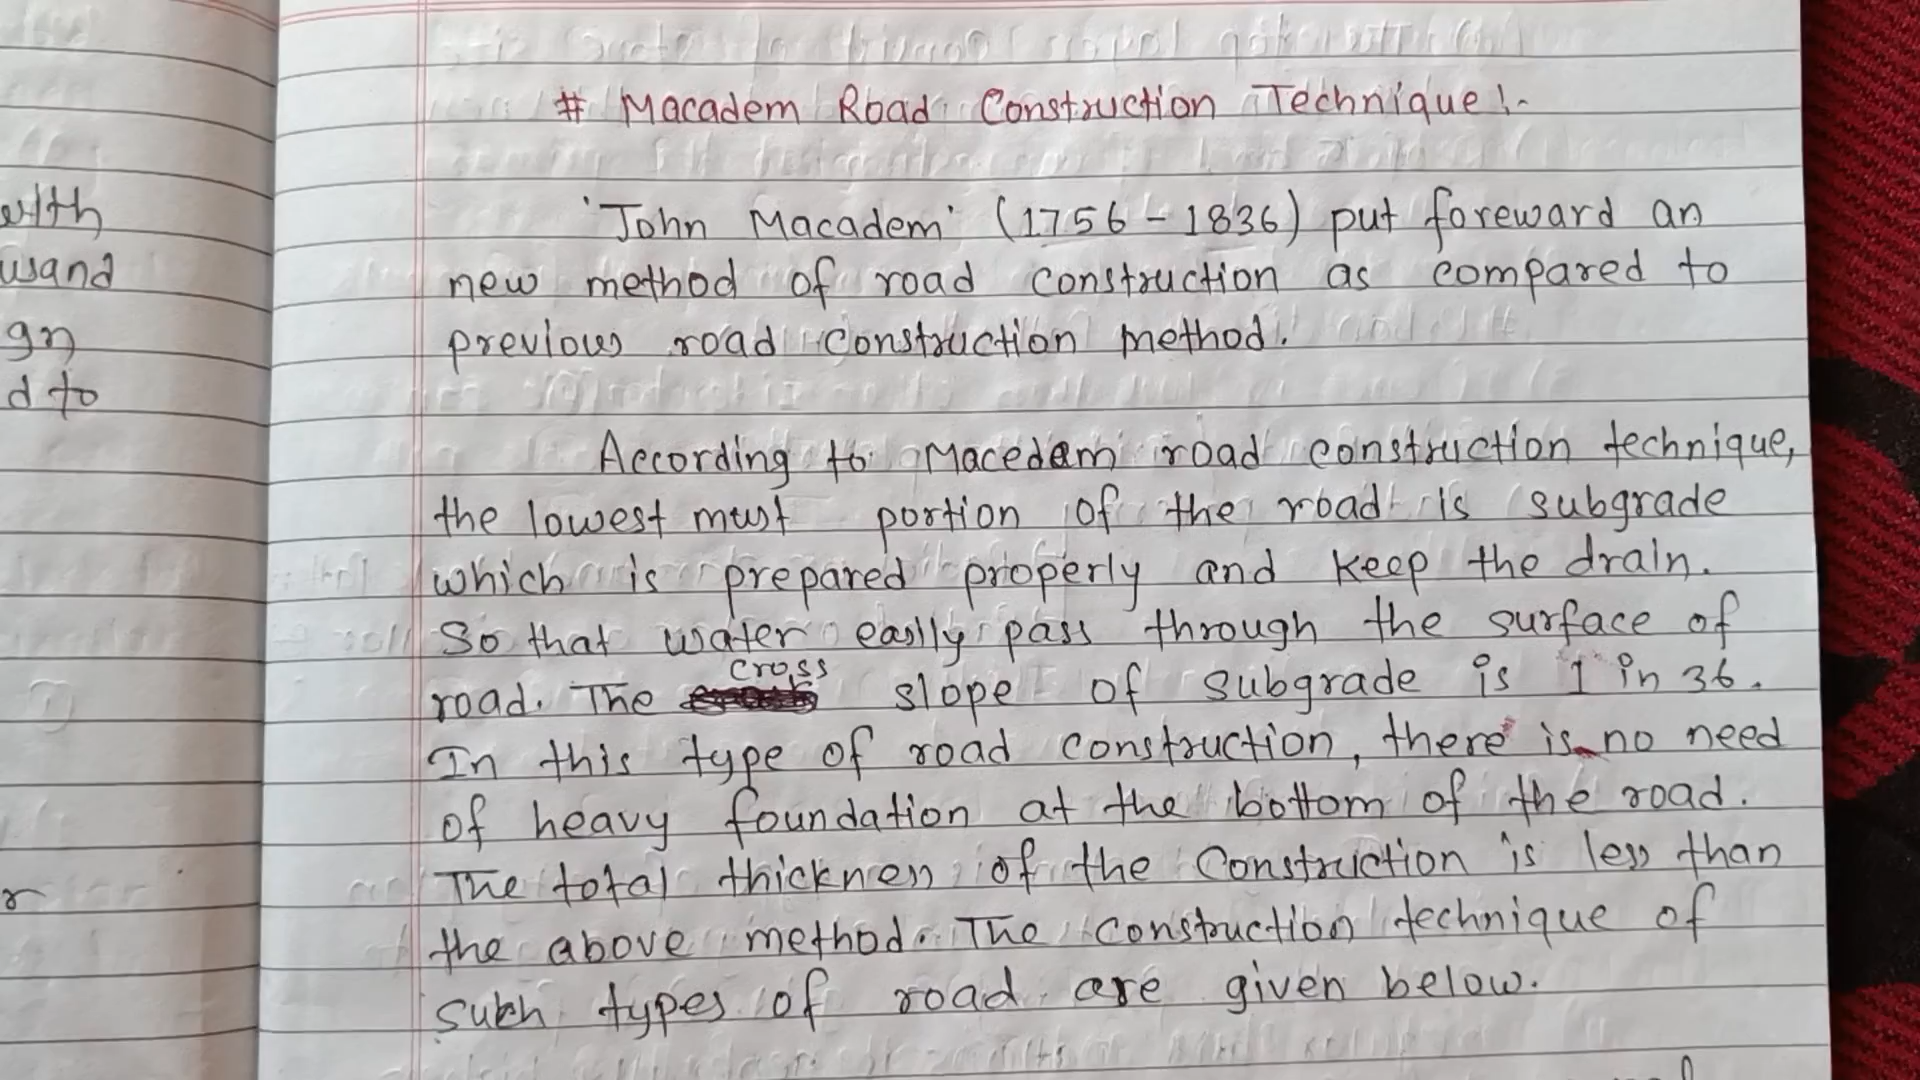 # Macadem Road Construction Technique :-
'John Macadem' (1756 - 1836) put foreward an
new method of road construction as compared to
previous road construction method.
According to Macedem road construction technique,
the lowest must portion of the road is subgrade
which is prepared properly and keep the drain.
So that water easily pass through the surface of
road. The cross slope of subgrade is 1 in 36.
In this type of road construction, there is no need
of heavy foundation at the bottom of the road.
The total thickness of the Construction is less than
the above method. The construction technique of
such types of road are given below.
with
d to
r